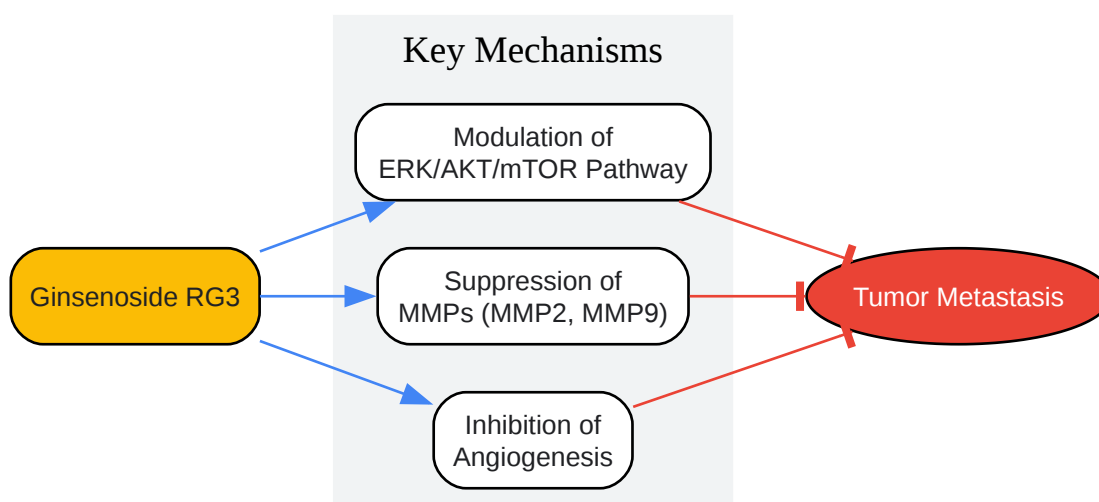 Key Mechanisms
Modulation of
ERK/AKT/mTOR Pathway
Ginsenoside RG3
Suppression of
MMPs (MMP2, MMP9)
Tumor Metastasis
Inhibition of
Angiogenesis